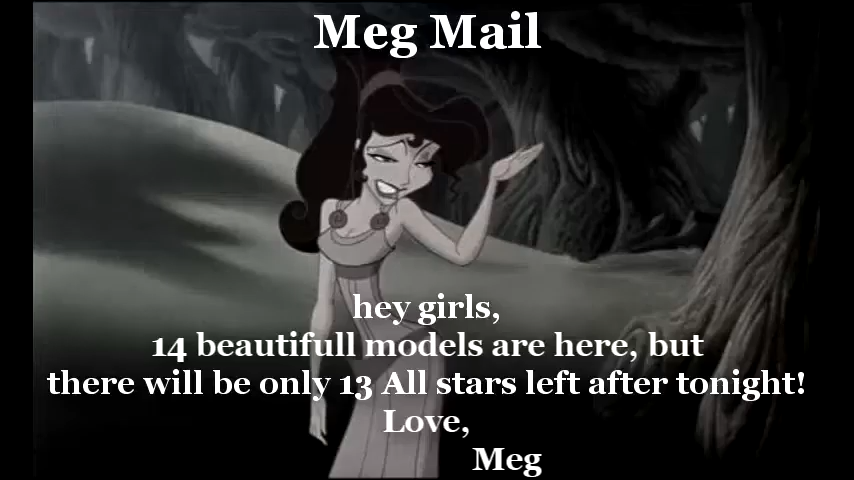 Meg Mail
hey girls,
14 beautifull models are here, but
there will be only 13 All stars left after tonight!
Love,
Meg